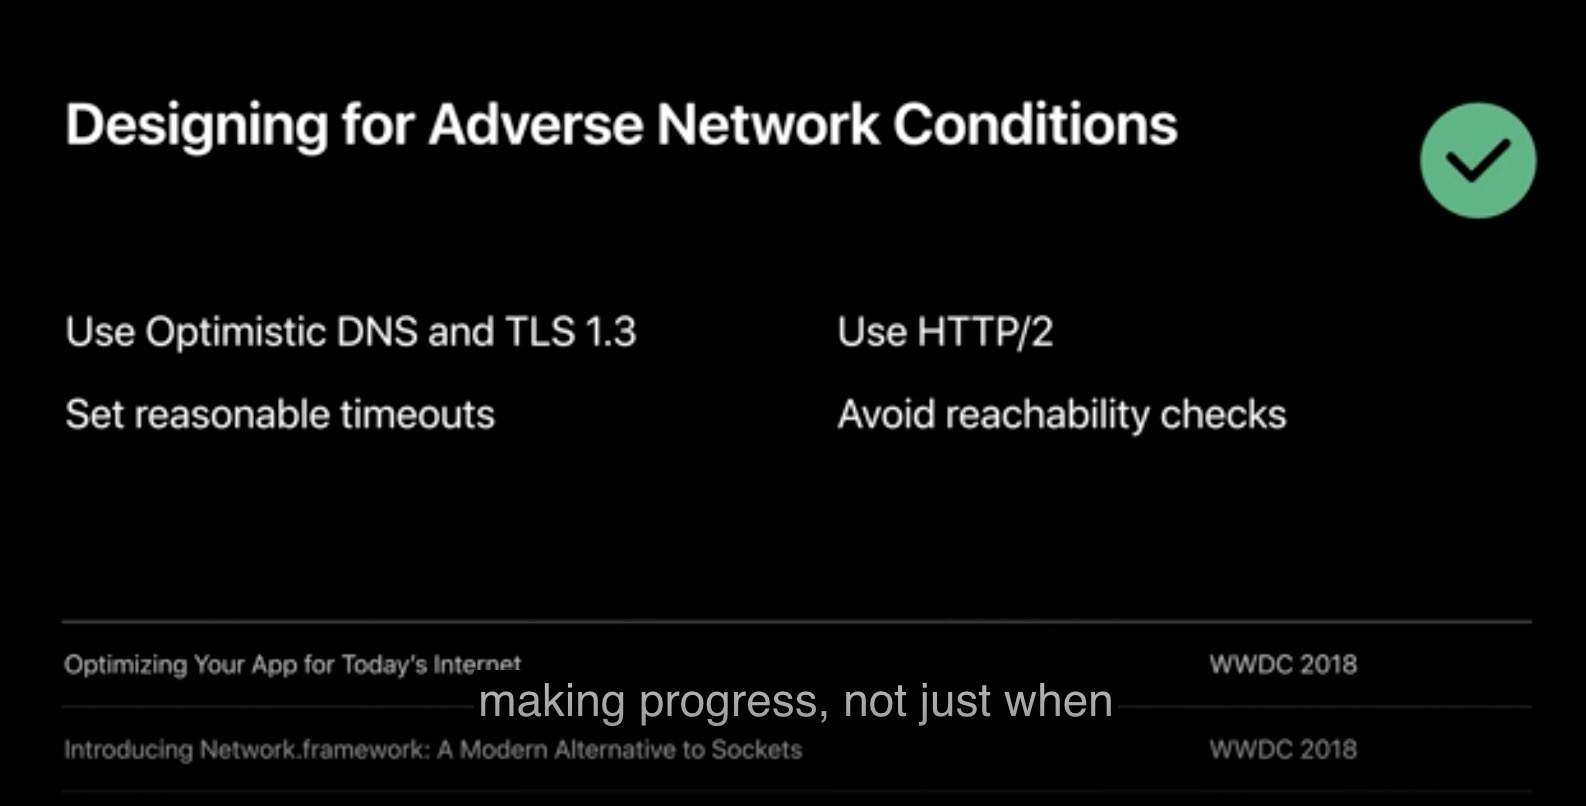 Designing for Adverse Network Conditions
Use Optimistic DNS and TLS 1.3
Use HTTP/2
Set reasonable timeouts
Avoid reachability checks
Optimizing Your App for Today's Internet
WWDC 2018
making progress, not just when
Introducing Network.framework: A Modern Alternative to Sockets
WWDC 2018